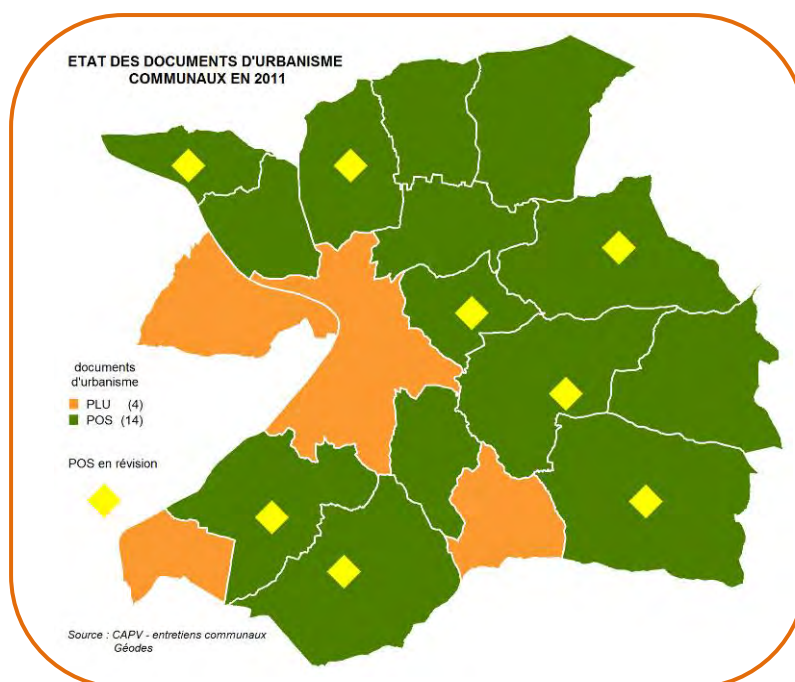 ETAT DES DOCUMENTS D'URBANISME
COMMUNAUX EN 2011
documents
d'urbanisme
PLU (4)
POS (14)
POS en révision
Source : CAPV - entretiens communaux
Géodes